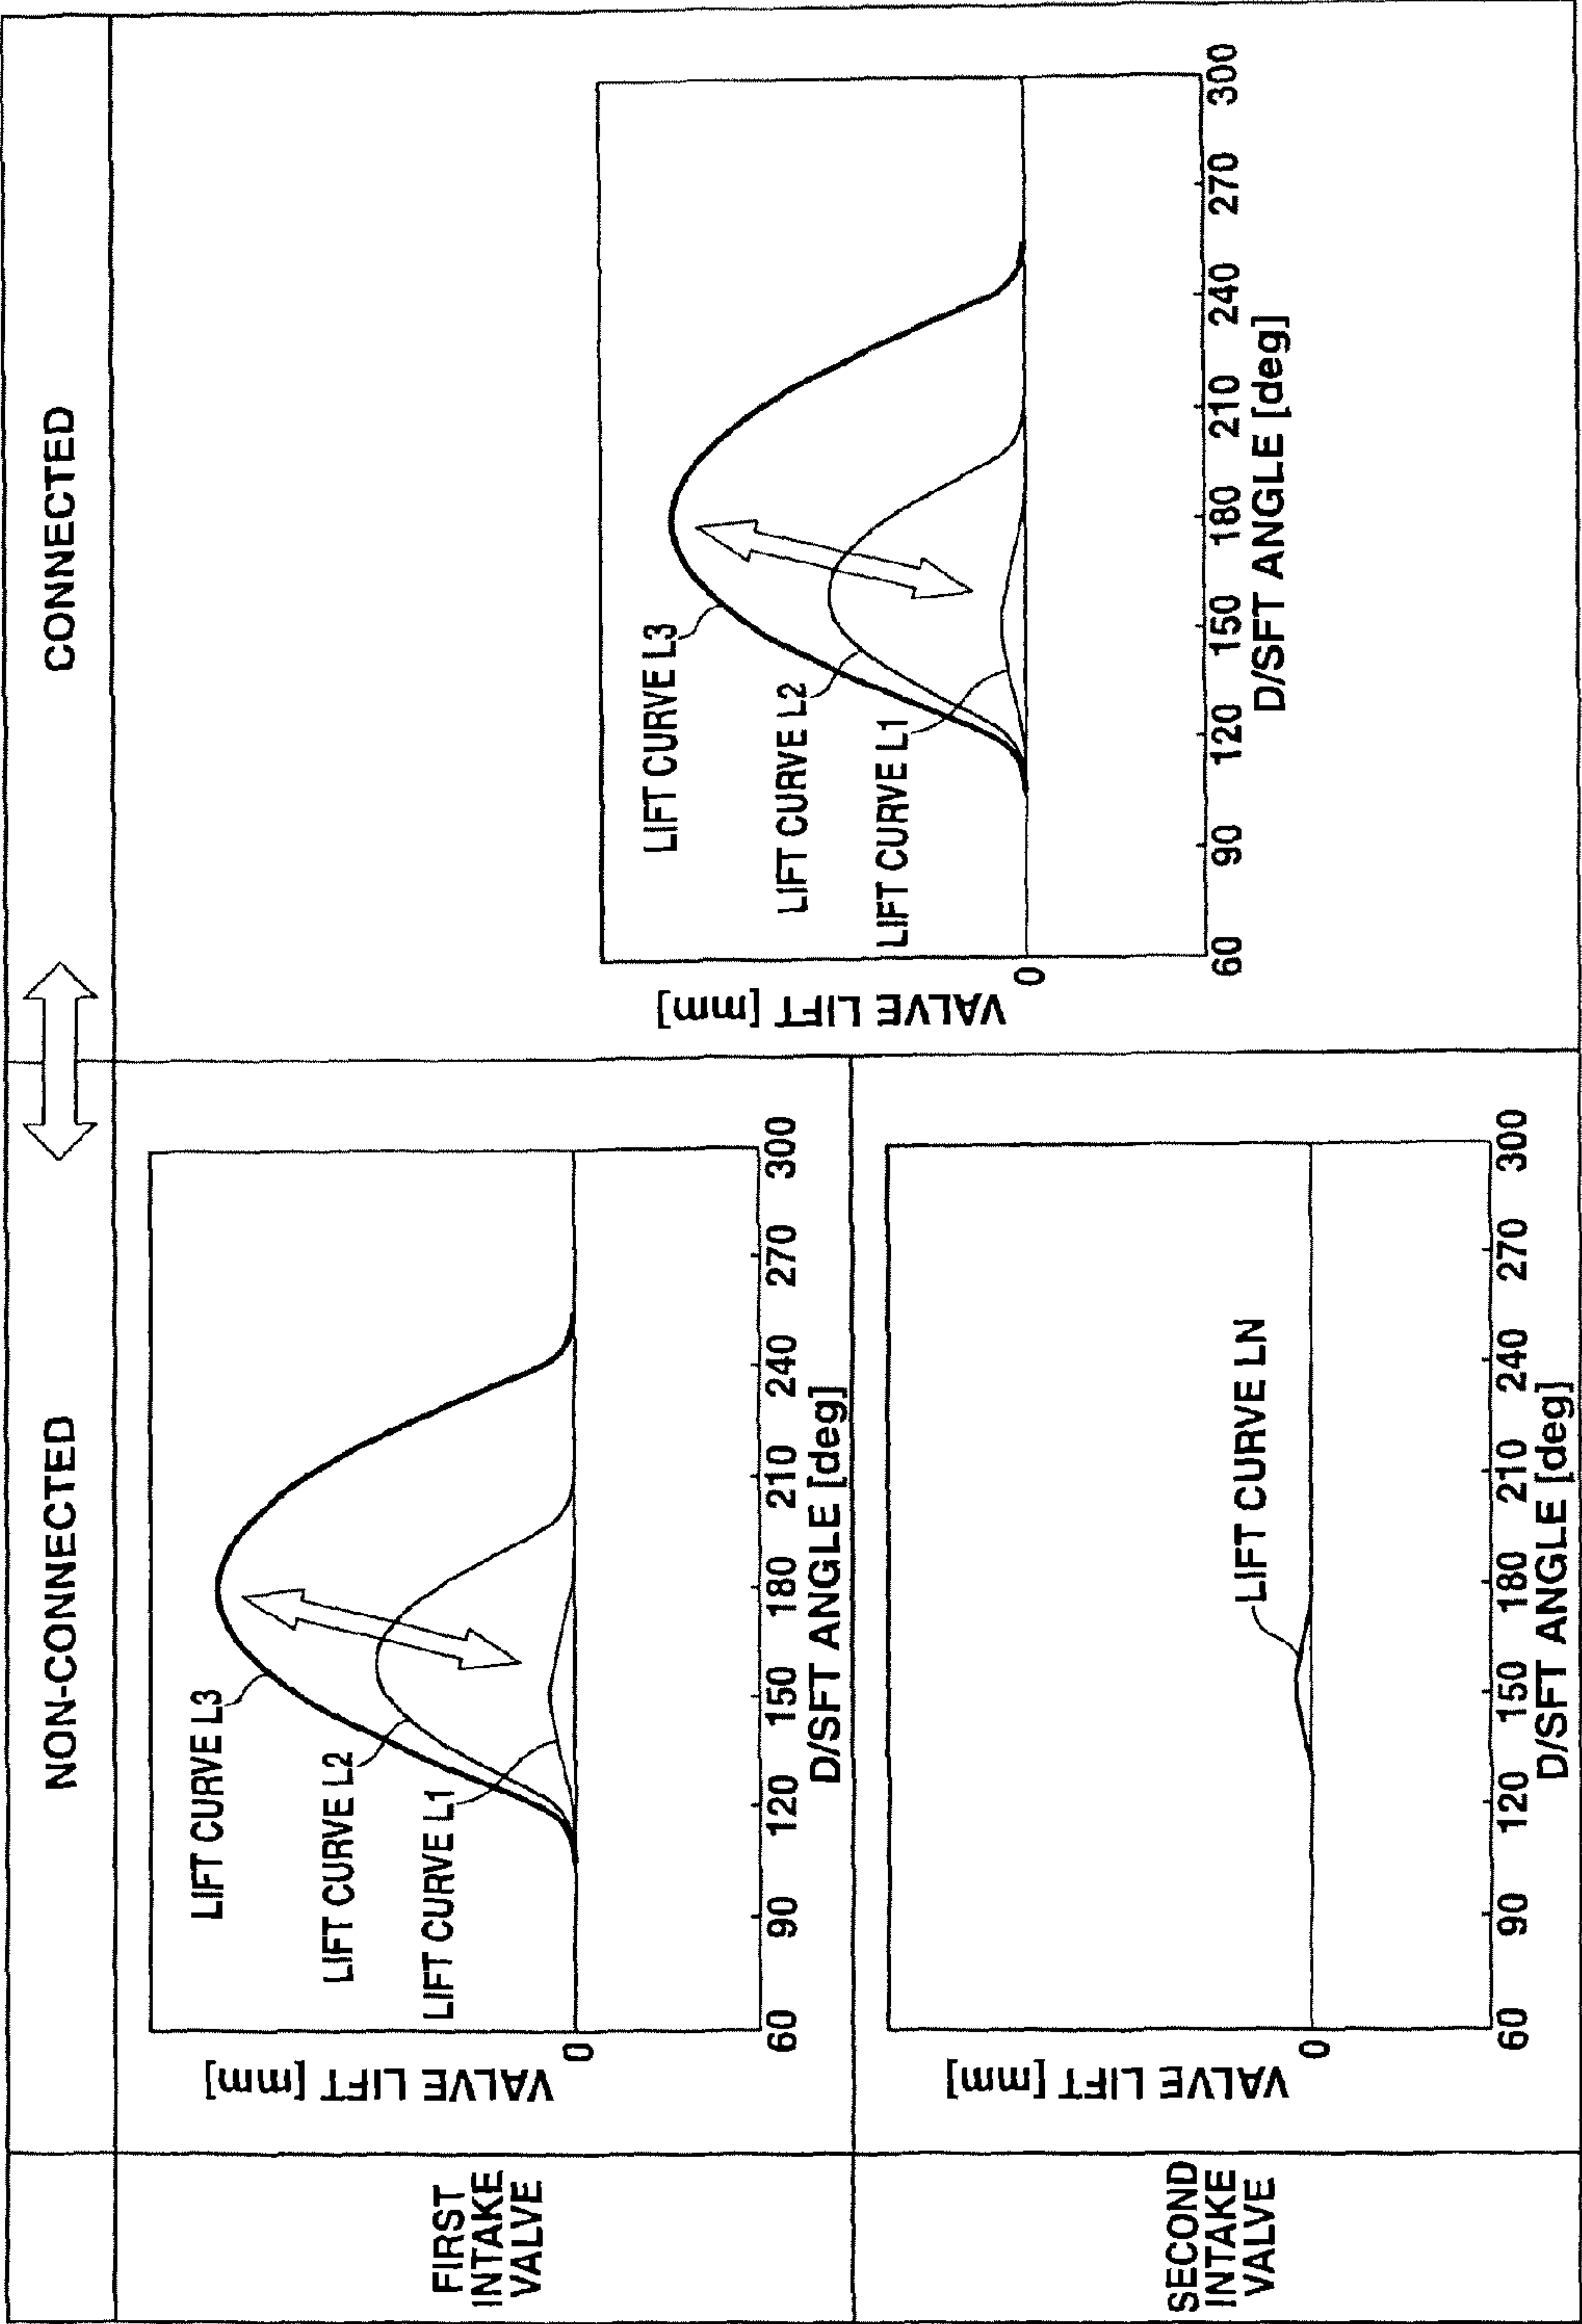 NON-CONNECTED
CONNECTED
FIRST
INTAKE
VALVE
VALVE LIFT [mm]
LIFT CURVE L3
LIFT CURVE L2
LIFT CURVE L1
0
60 90 120 150 180 210 240 270 300
D/SFT ANGLE [deg]
SECOND
INTAKE
VALVE
VALVE LIFT [mm]
LIFT CURVE LN
0
60 90 120 150 180 210 240 270 300
D/SFT ANGLE [deg]
VALVE LIFT [mm]
LIFT CURVE L3
LIFT CURVE L2
LIFT CURVE L1
0
60 90 120 150 180 210 240 270 300
D/SFT ANGLE [deg]